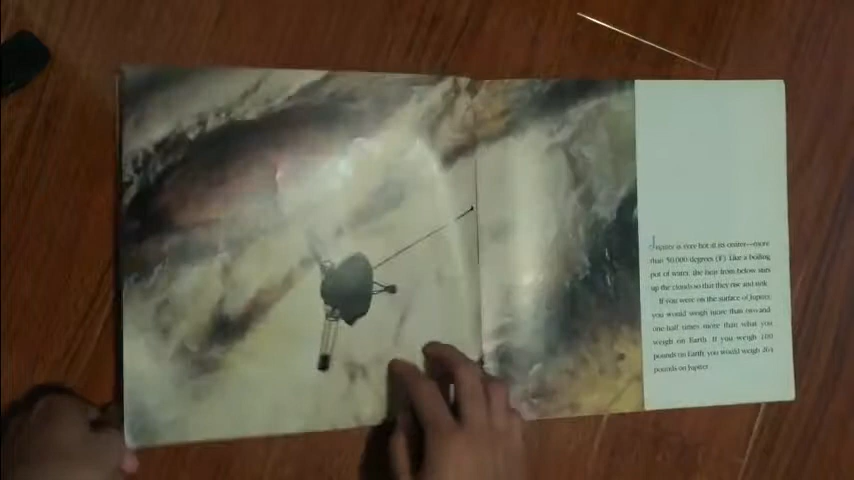 Jupiter is very hot at its center—more
than 50,000 degrees (F). Like a boiling
pot of water, the heat from below stirs
up the clouds so that they rise and sink.
If you were on the surface of Jupiter,
you would weigh more than two and
one-half times more than what you
weigh on Earth. If you weigh 100
pounds on Earth, you would weigh 264
pounds on Jupiter.